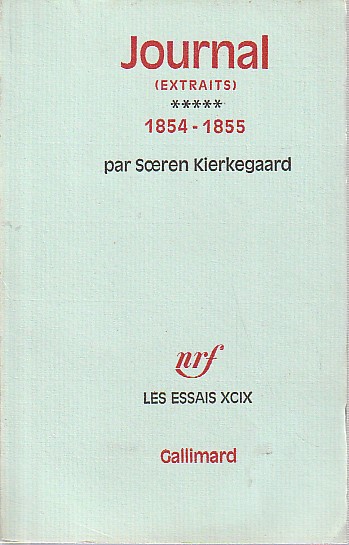 Journal
(EXTRAITS)
*****
1854-1855
par Sœren Kierkegaard
nrf
LES ESSAIS XCIX
Gallimard